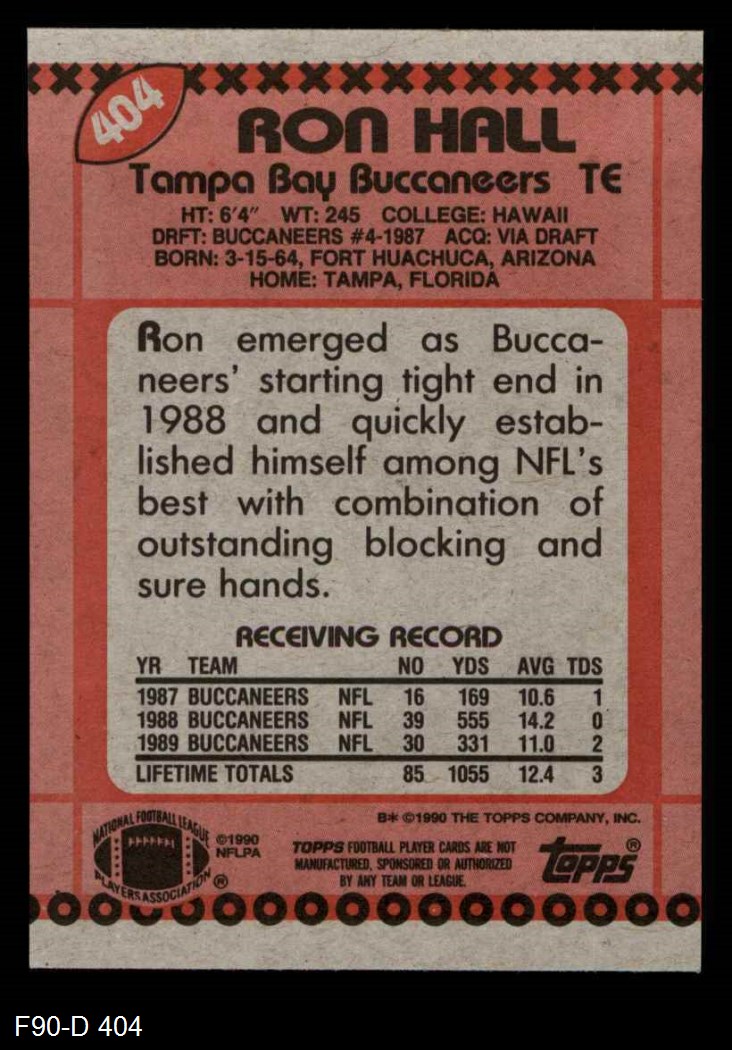 404
RON HALL
Tampa Bay Buccaneers TE
HT: 6'4" WT: 245 COLLEGE: HAWAII
DRFT: BUCCANEERS #4-1987 ACQ: VIA DRAFT
BORN: 3-15-64, FORT HUACHUCA, ARIZONA
HOME: TAMPA, FLORIDA
Ron emerged as Bucca-
neers' starting tight end in
1988 and quickly estab-
lished himself among NFL's
best with combination of
outstanding blocking and
sure hands.
RECEIVING RECORD
YR TEAM NO YDS AVG TDS
1987 BUCCANEERS NFL 16 169 10.6 1
1988 BUCCANEERS NFL 39 555 14.2 0
1989 BUCCANEERS NFL 30 331 11.0 2
LIFETIME TOTALS 85 1055 12.4 3
B* ©1990 THE TOPPS COMPANY, INC.
NATIONAL FOOTBALL LEAGUE
PLAYERS ASSOCIATION ®
©1990
NFLPA
TOPPS FOOTBALL PLAYER CARDS ARE NOT
MANUFACTURED, SPONSORED OR AUTHORIZED
BY ANY TEAM OR LEAGUE.
topps®
F90-D 404